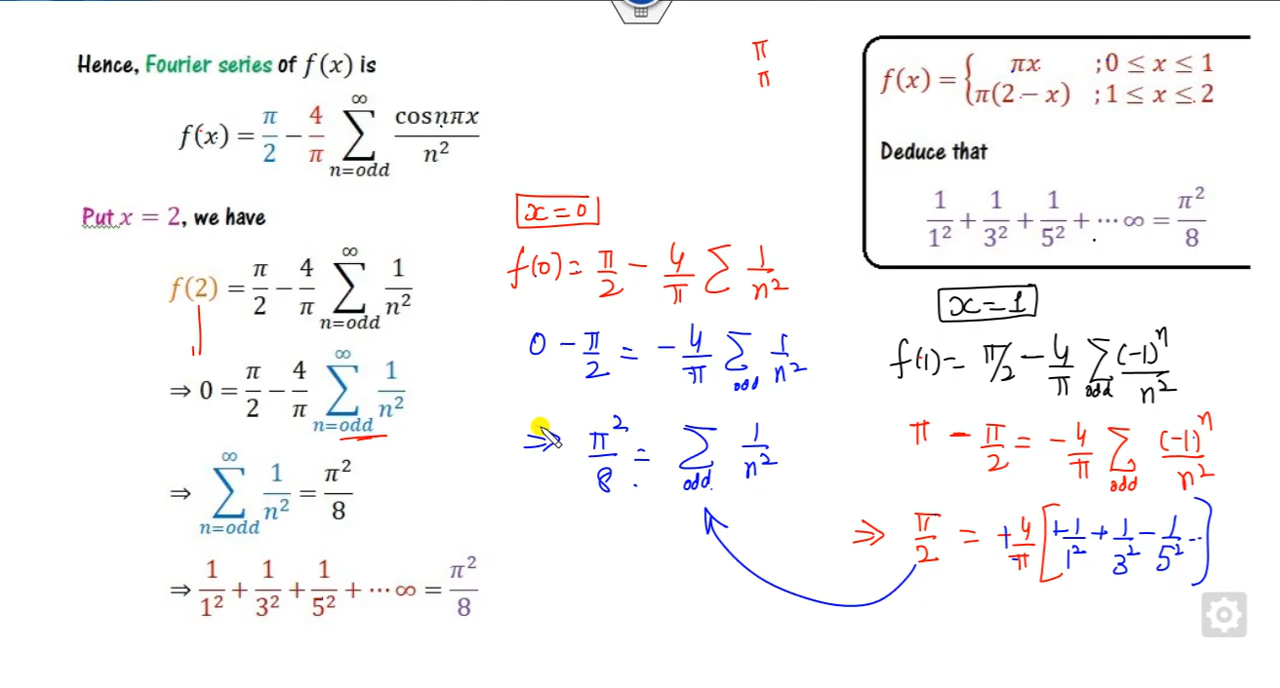 Hence, Fourier series of f(x) is
f(x) = π/2 − 4/π ∑_{n=odd}^{∞} cosnπx/n²
Put x = 2, we have
f(2) = π/2 − 4/π ∑_{n=odd}^{∞} 1/n²
⇒ 0 = π/2 − 4/π ∑_{n=odd}^{∞} 1/n²
⇒ ∑_{n=odd}^{∞} 1/n² = π²/8
⇒ 1/1² + 1/3² + 1/5² + ⋯ ∞ = π²/8
π
π
x = 0
f(0) = π/2 − 4/π ∑ 1/n²
0 − π/2 = − 4/π ∑_{odd} 1/n²
⇒ π²/8 = ∑_{odd} 1/n²
f(x) = { πx ; 0 ≤ x ≤ 1
π(2 − x) ; 1 ≤ x ≤ 2
Deduce that
1/1² + 1/3² + 1/5² + ⋯ ∞ = π²/8
x = 1
f(1) = π/2 − 4/π ∑_{odd} (−1)ⁿ/n²
π − π/2 = − 4/π ∑_{odd} (−1)ⁿ/n²
⇒ π/2 = + 4/π [ + 1/1² + 1/3² − 1/5² − ·· ]